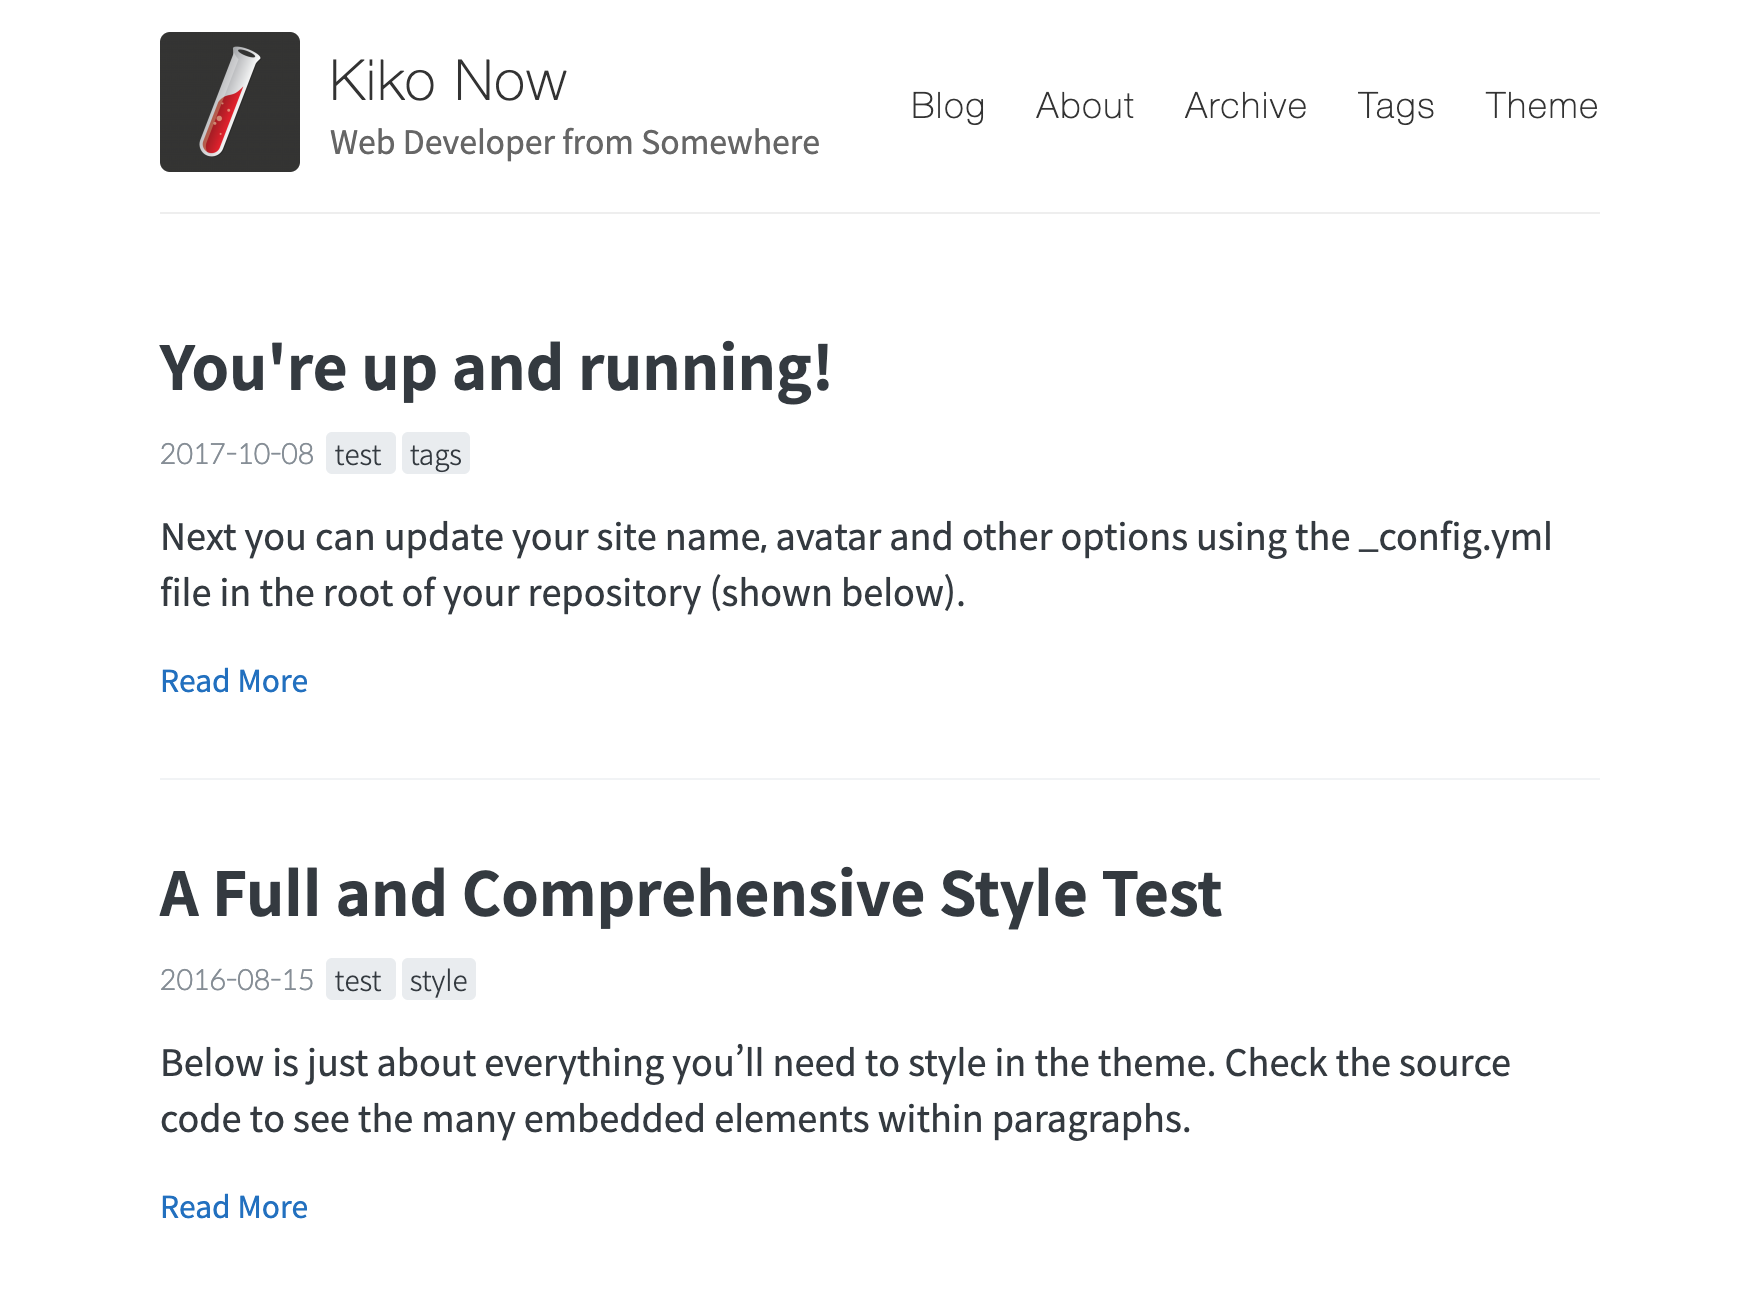 Kiko Now
Web Developer from Somewhere
Blog About Archive Tags Theme
You're up and running!
2017-10-08 test tags
Next you can update your site name, avatar and other options using the _config.yml
file in the root of your repository (shown below).
Read More
A Full and Comprehensive Style Test
2016-08-15 test style
Below is just about everything you’ll need to style in the theme. Check the source
code to see the many embedded elements within paragraphs.
Read More